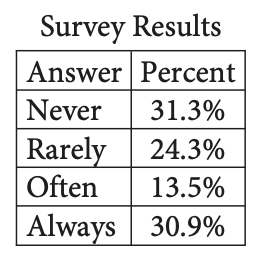 Survey Results
Answer Percent
Never 31.3%
Rarely 24.3%
Often 13.5%
Always 30.9%